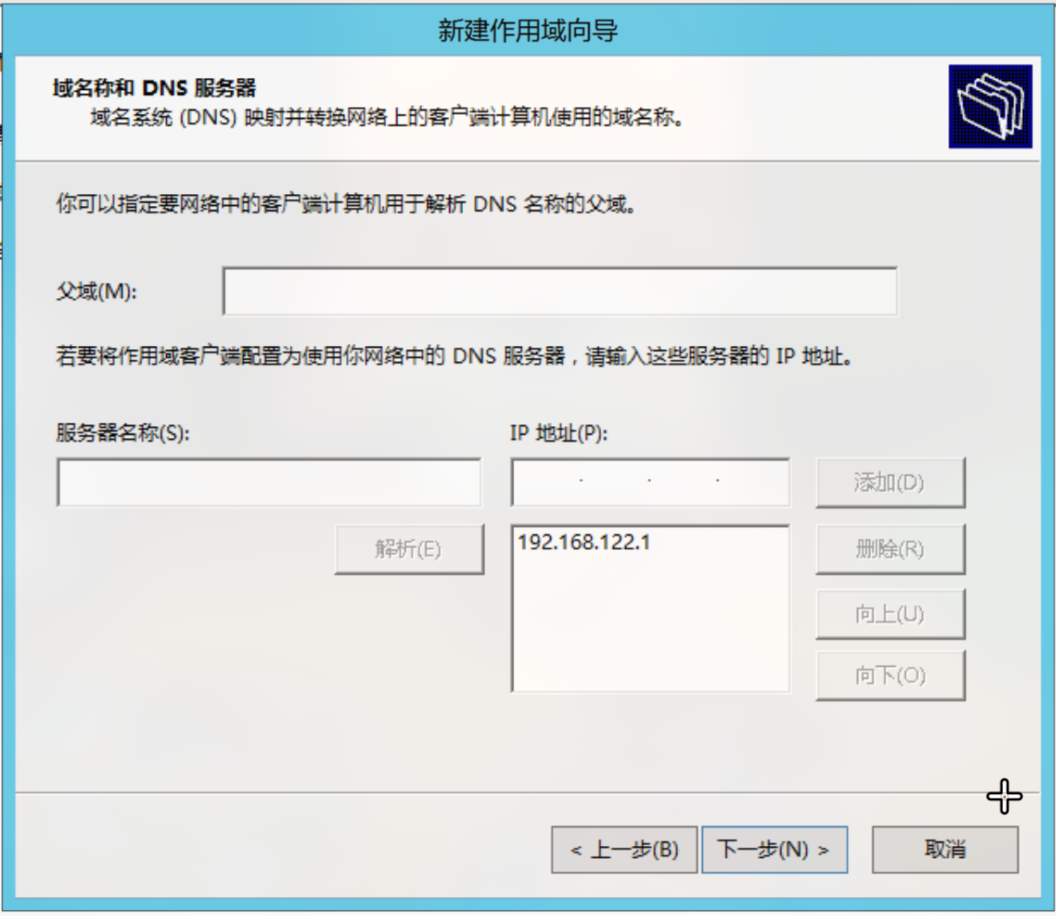 新建作用域向导
域名称和 DNS 服务器
域名系统 (DNS) 映射并转换网络上的客户端计算机使用的域名称。
你可以指定要网络中的客户端计算机用于解析 DNS 名称的父域。
父域(M):
若要将作用域客户端配置为使用你网络中的 DNS 服务器，请输入这些服务器的 IP 地址。
服务器名称(S):
IP 地址(P):
添加(D)
解析(E)
192.168.122.1
删除(R)
向上(U)
向下(O)
< 上一步(B)
下一步(N) >
取消